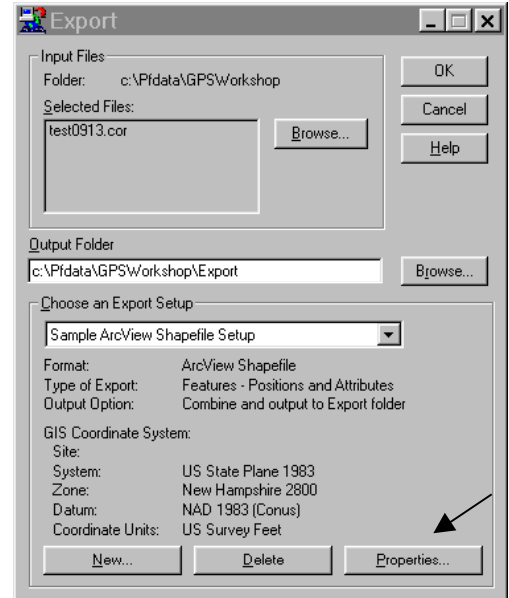 Export
Input Files
Folder: c:\Pfdata\GPSWorkshop
Selected Files:
test0913.cor
Browse...
OK
Cancel
Help
Output Folder
c:\Pfdata\GPSWorkshop\Export
Browse...
Choose an Export Setup
Sample ArcView Shapefile Setup
Format: ArcView Shapefile
Type of Export: Features - Positions and Attributes
Output Option: Combine and output to Export folder
GIS Coordinate System:
Site:
System: US State Plane 1983
Zone: New Hampshire 2800
Datum: NAD 1983 (Conus)
Coordinate Units: US Survey Feet
New... Delete Properties...